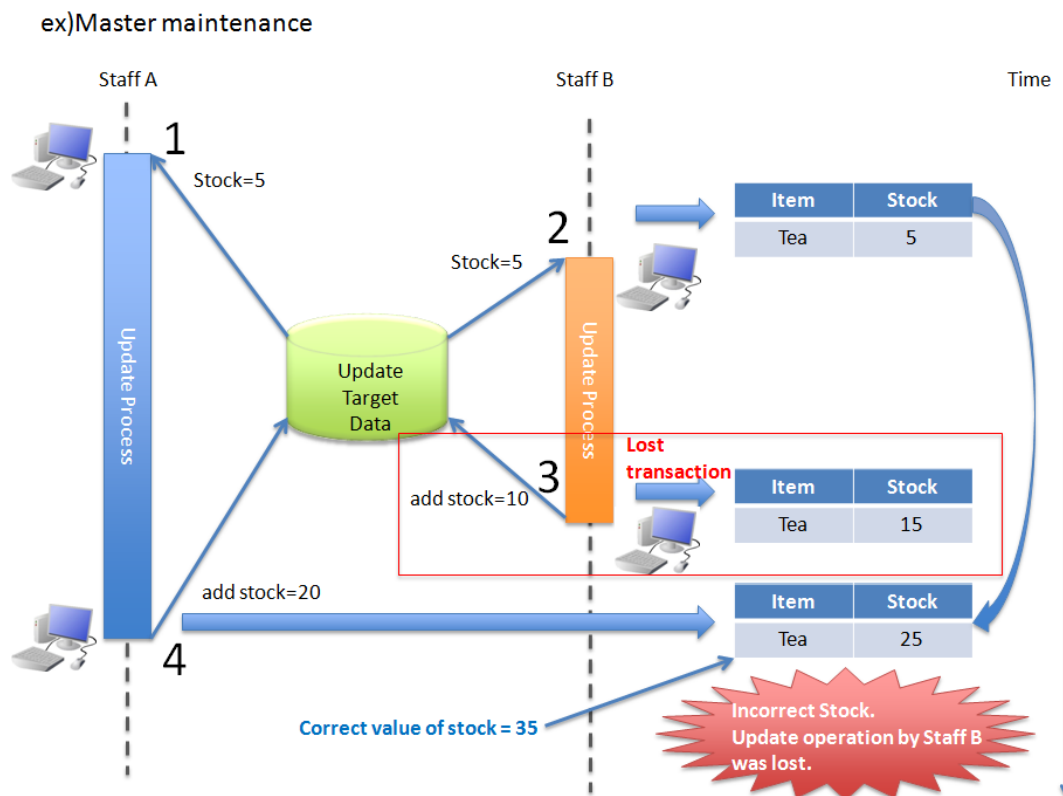 ex)Master maintenance
Staff A
Staff B
Time
1
Stock=5
2
Stock=5
Item Stock
Tea 5
Update Process
Update
Target
Data
Update Process
Lost
transaction
3
add stock=10
Item Stock
Tea 15
add stock=20
4
Item Stock
Tea 25
Correct value of stock = 35
Incorrect Stock.
Update operation by Staff B
was lost.